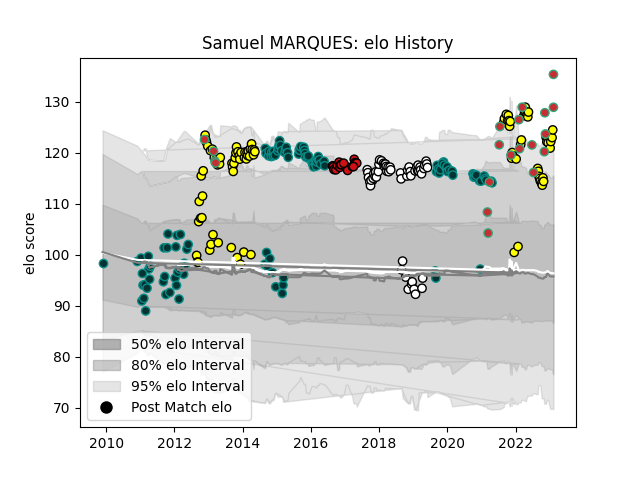 Samuel MARQUES: elo History
elo score
130
120
110
100
90
80
70
50% elo Interval
80% elo Interval
95% elo Interval
Post Match elo
2010 2012 2014 2016 2018 2020 2022